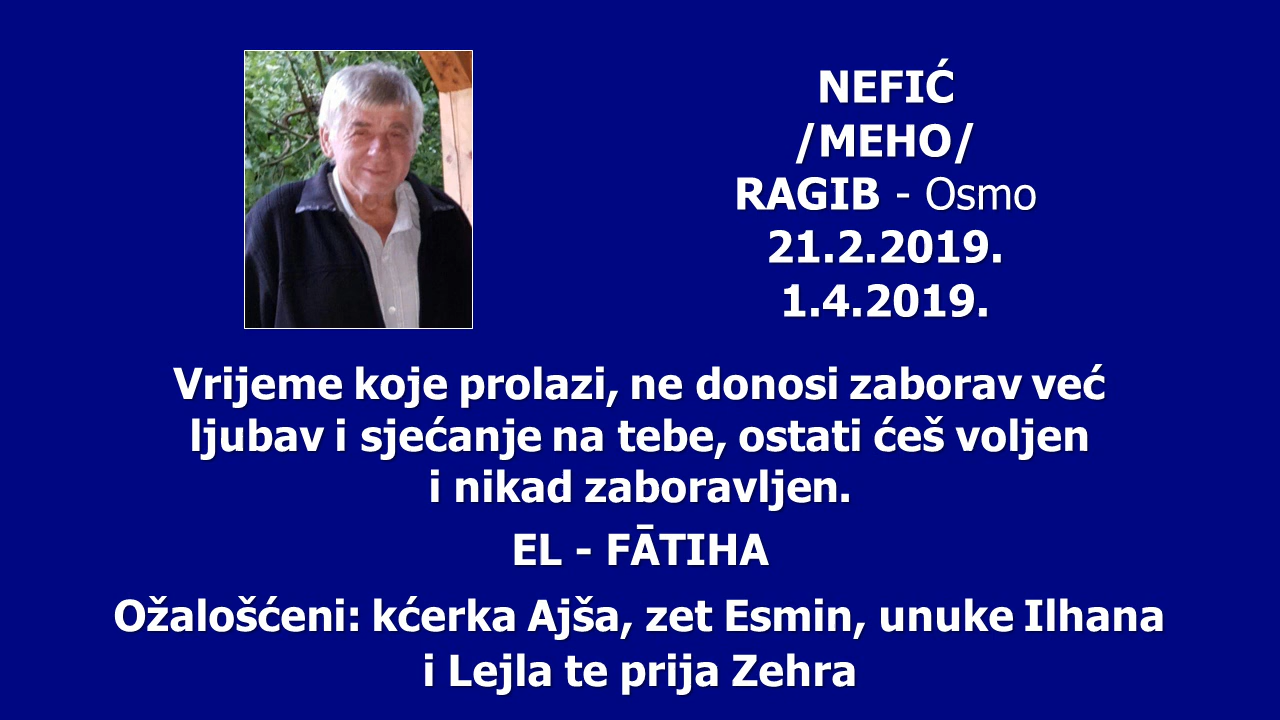 NEFIĆ
/MEHO/
RAGIB - Osmo
21.2.2019.
1.4.2019.
Vrijeme koje prolazi, ne donosi zaborav već
ljubav i sjećanje na tebe, ostati ćeš voljen
i nikad zaboravljen.
EL - FĀTIHA
Ožalošćeni: kćerka Ajša, zet Esmin, unuke Ilhana
i Lejla te prija Zehra